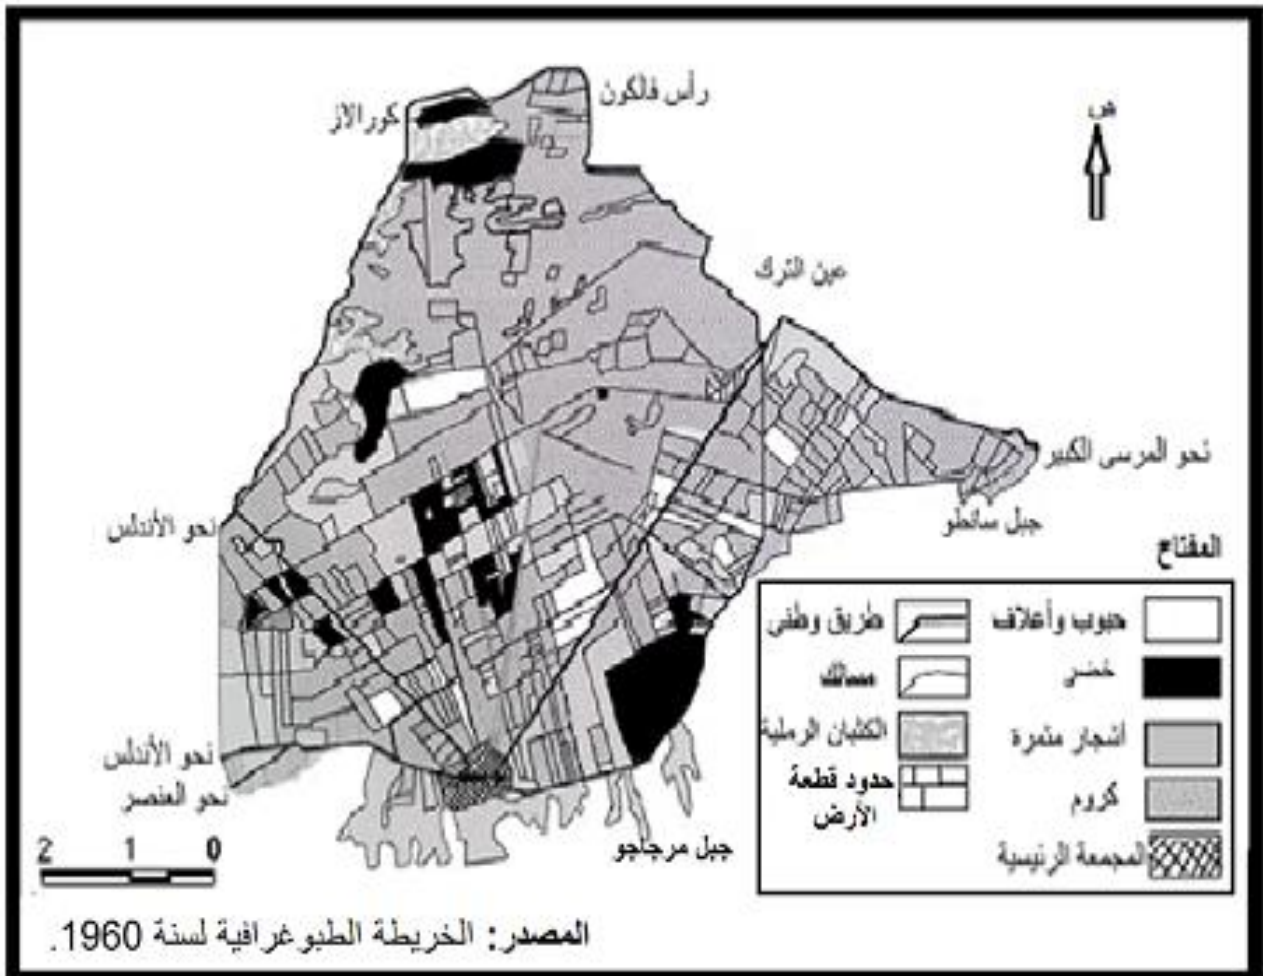 رأس فالكون
كورالاز
ش
عين الترك
نحو المرسى الكبير
نحو الأندلس
جبل سانطو
المفتاح
حبوب وأعلاف
طريق وطني
خضر
مسالك
أشجار مثمرة
الكثبان الرملية
كروم
حدود قطعة
الأرض
المجمعة الرئيسية
نحو الأندلس
نحو العنصر
جبل مرجاجو
2 1 0
المصدر: الخريطة الطبوغرافية لسنة 1960.